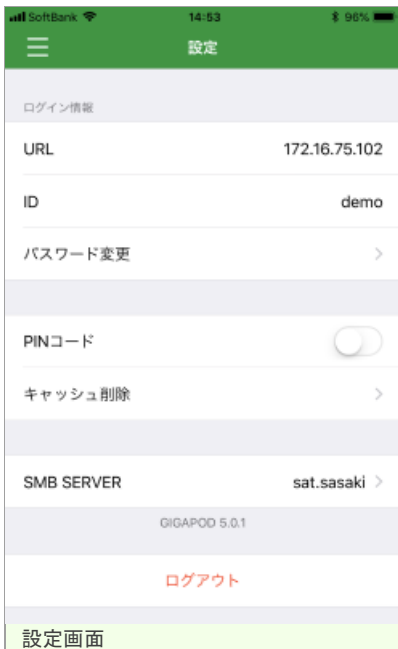 SoftBank 14:53 96%
設定
ログイン情報
URL 172.16.75.102
ID demo
パスワード変更
PINコード
キャッシュ削除
SMB SERVER sat.sasaki
GIGAPOD 5.0.1
ログアウト
設定画面